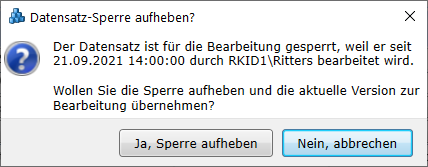 Datensatz-Sperre aufheben?
Der Datensatz ist für die Bearbeitung gesperrt, weil er seit
21.09.2021 14:00:00 durch RKID1\Ritters bearbeitet wird.
Wollen Sie die Sperre aufheben und die aktuelle Version zur
Bearbeitung übernehmen?
Ja, Sperre aufheben
Nein, abbrechen